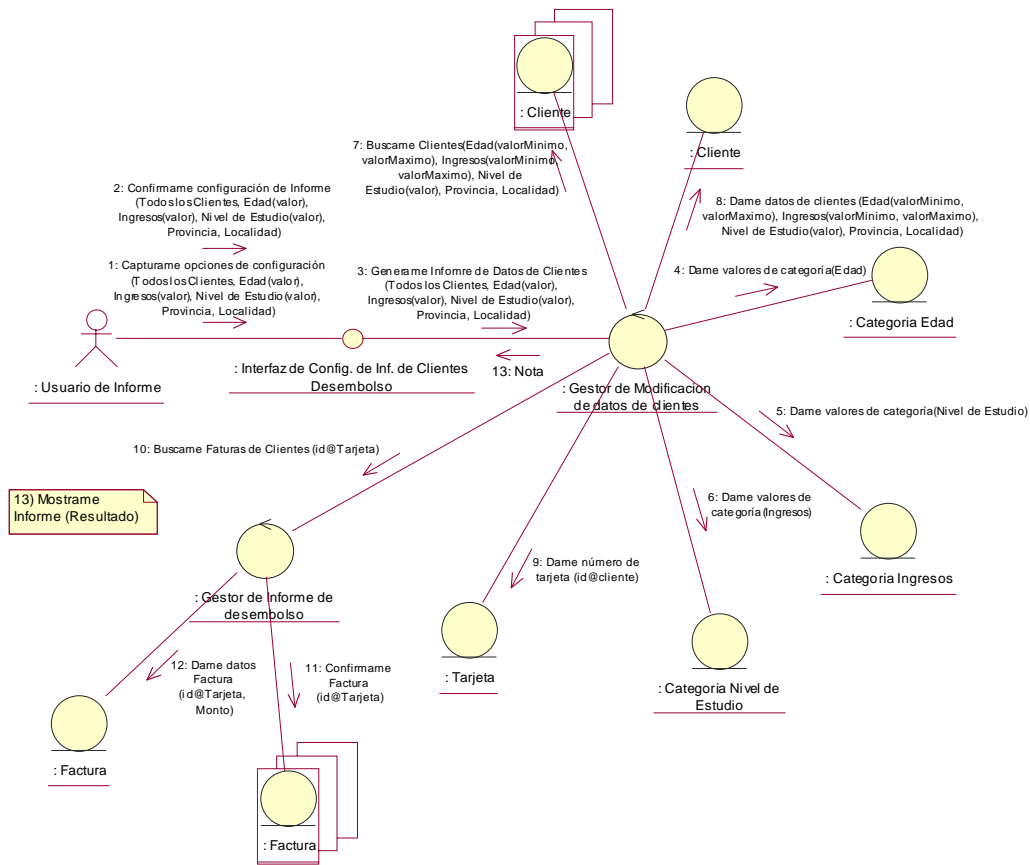 : Cliente
: Cliente
7: Buscame Clientes(Edad(valorMinimo,
valorMaximo), Ingresos(valorMinimo,
valorMaximo), Nivel de
Estudio(valor), Provincia, Localidad)
8: Dame datos de clientes (Edad(valorMinimo,
valorMaximo), Ingresos(valorMinimo, valorMaximo),
Nivel de Estudio(valor), Provincia, Localidad)
2: Confirmame configuración de Informe
(Todos los Clientes, Edad(valor),
Ingresos(valor), Nivel de Estudio(valor),
Provincia, Localidad)
1: Capturame opciones de configuración
(Todos los Clientes, Edad(valor),
Ingresos(valor), Nivel de Estudio(valor),
Provincia, Localidad)
3: Generame Infomre de Datos de Clientes
(Todos los Clientes, Edad(valor),
Ingresos(valor), Nivel de Estudio(valor),
Provincia, Localidad)
4: Dame valores de categoría(Edad)
: Categoria Edad
: Usuario de Informe
: Interfaz de Config. de Inf. de Clientes
Desembolso
13: Nota
: Gestor de Modificacion
de datos de clientes
5: Dame valores de categoría(Nivel de Estudio)
10: Buscame Faturas de Clientes (id@Tarjeta)
13) Mostrame
Informe (Resultado)
6: Dame valores de
categoría(Ingresos)
9: Dame número de
tarjeta (id@cliente)
: Categoria Ingresos
: Gestor de Informe de
desembolso
: Tarjeta
: Categoria Nivel de
Estudio
12: Dame datos
Factura
(id@Tarjeta,
Monto)
11: Confirmame
Factura
(id@Tarjeta)
: Factura
: Factura